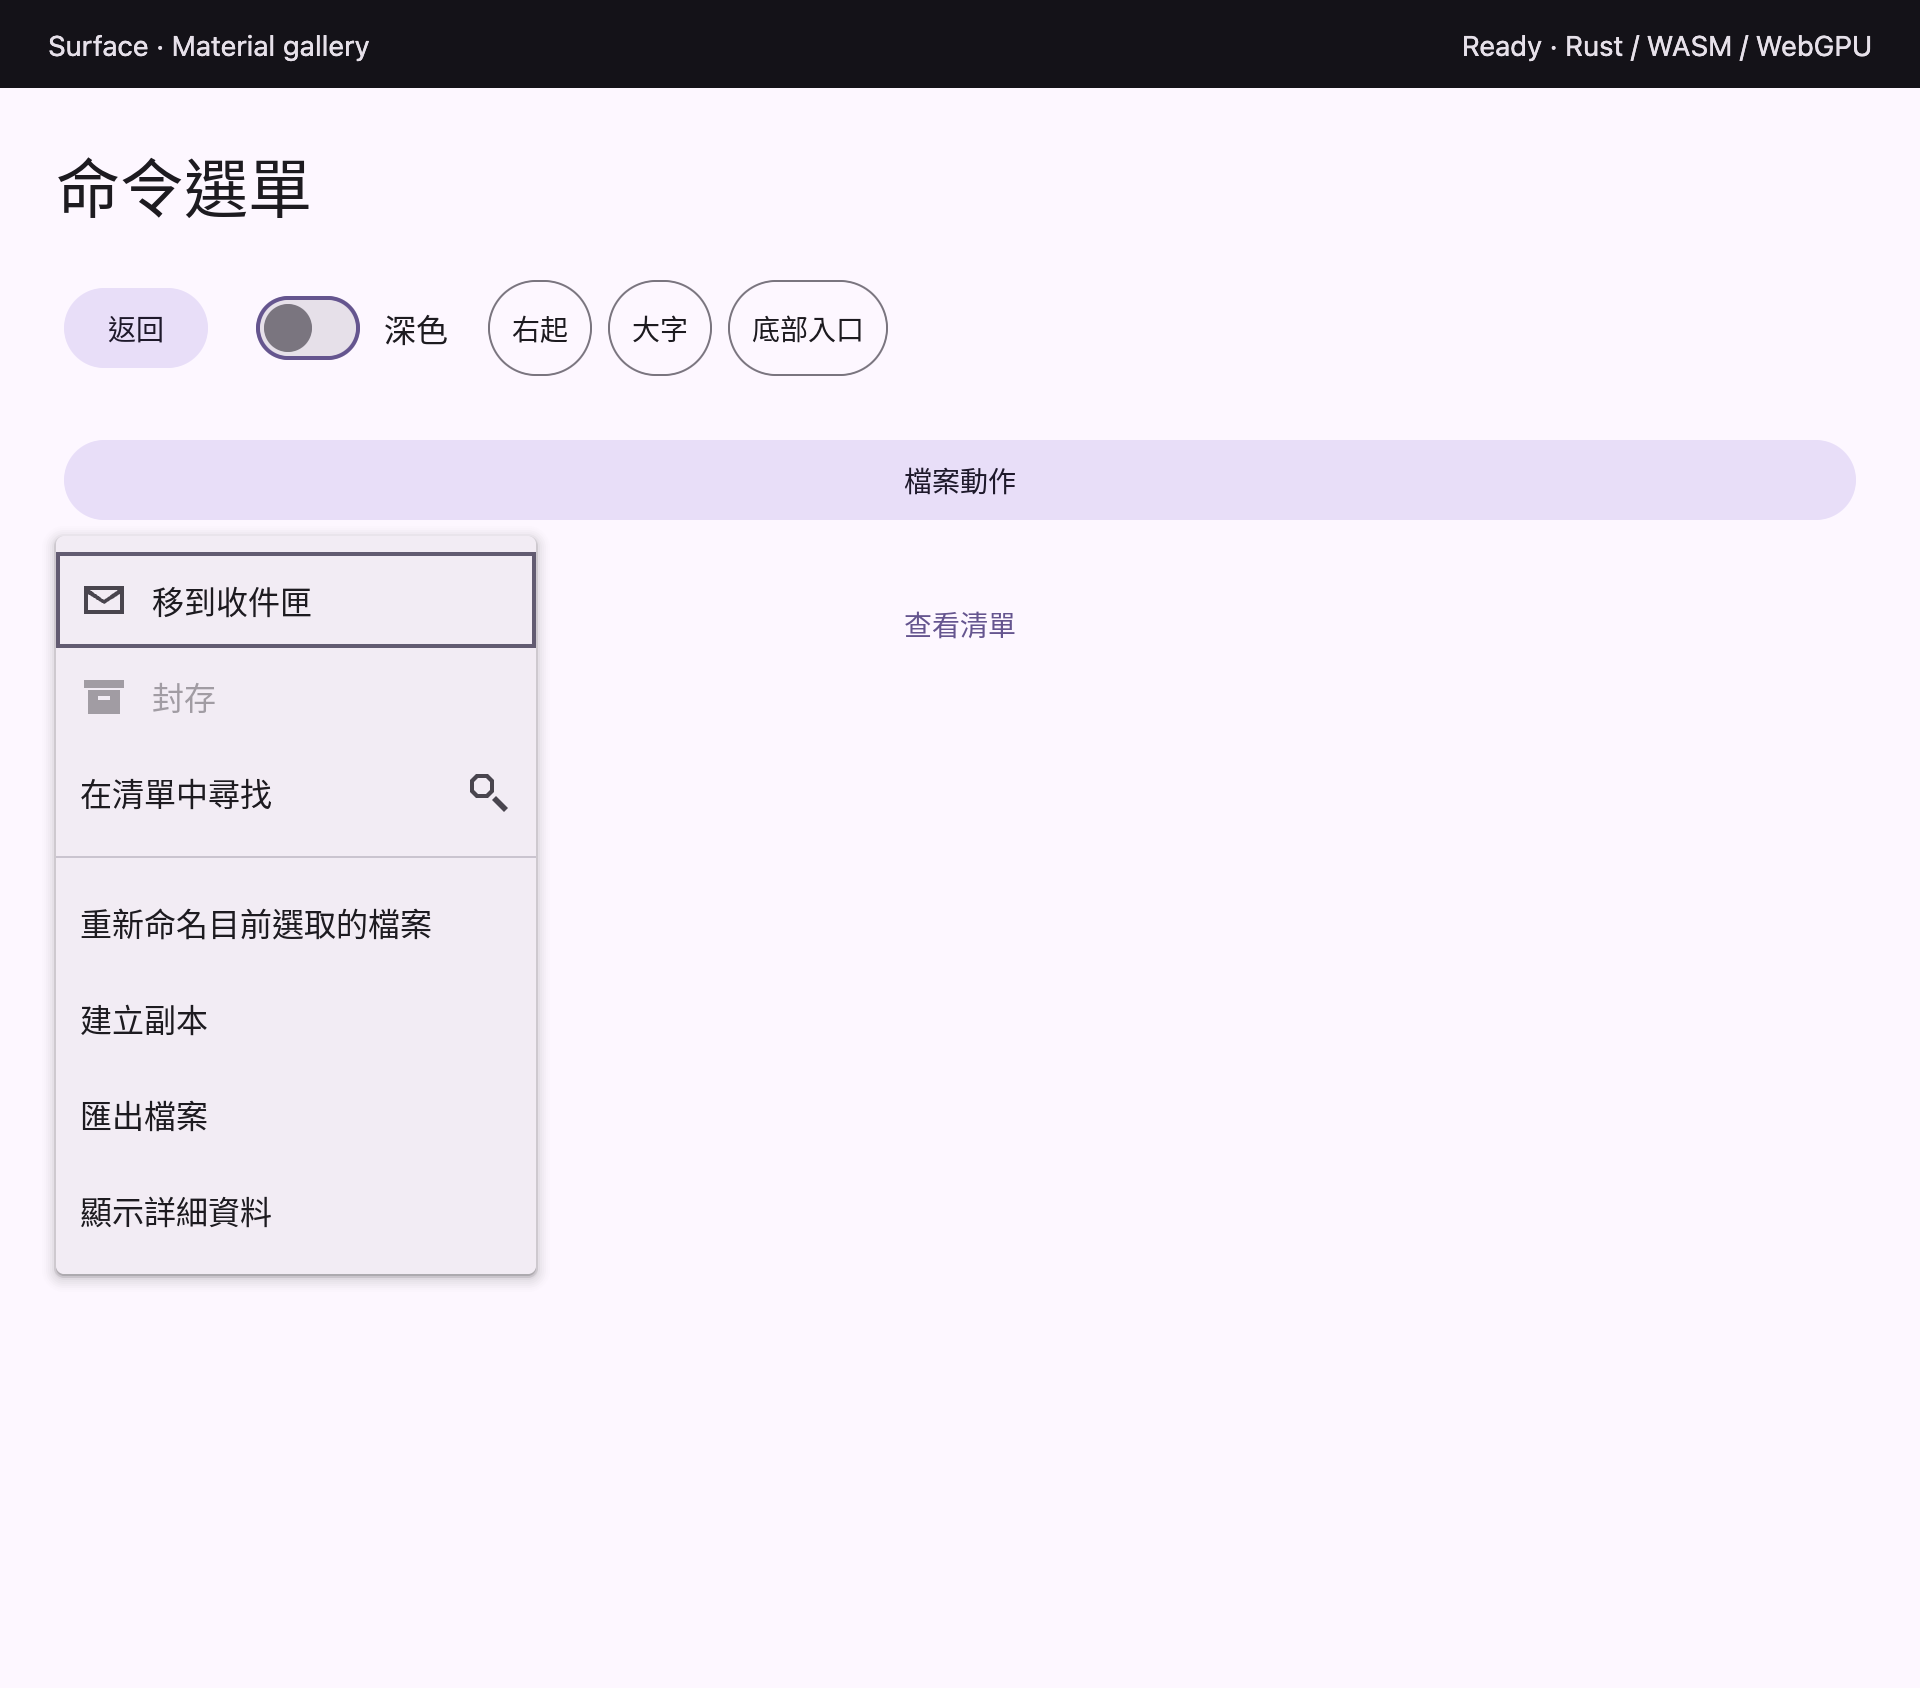 Surface · Material gallery
Ready · Rust / WASM / WebGPU
命令選單
返回
深色
右起
大字
底部入口
檔案動作
移到收件匣
查看清單
封存
在清單中尋找
重新命名目前選取的檔案
建立副本
匯出檔案
顯示詳細資料